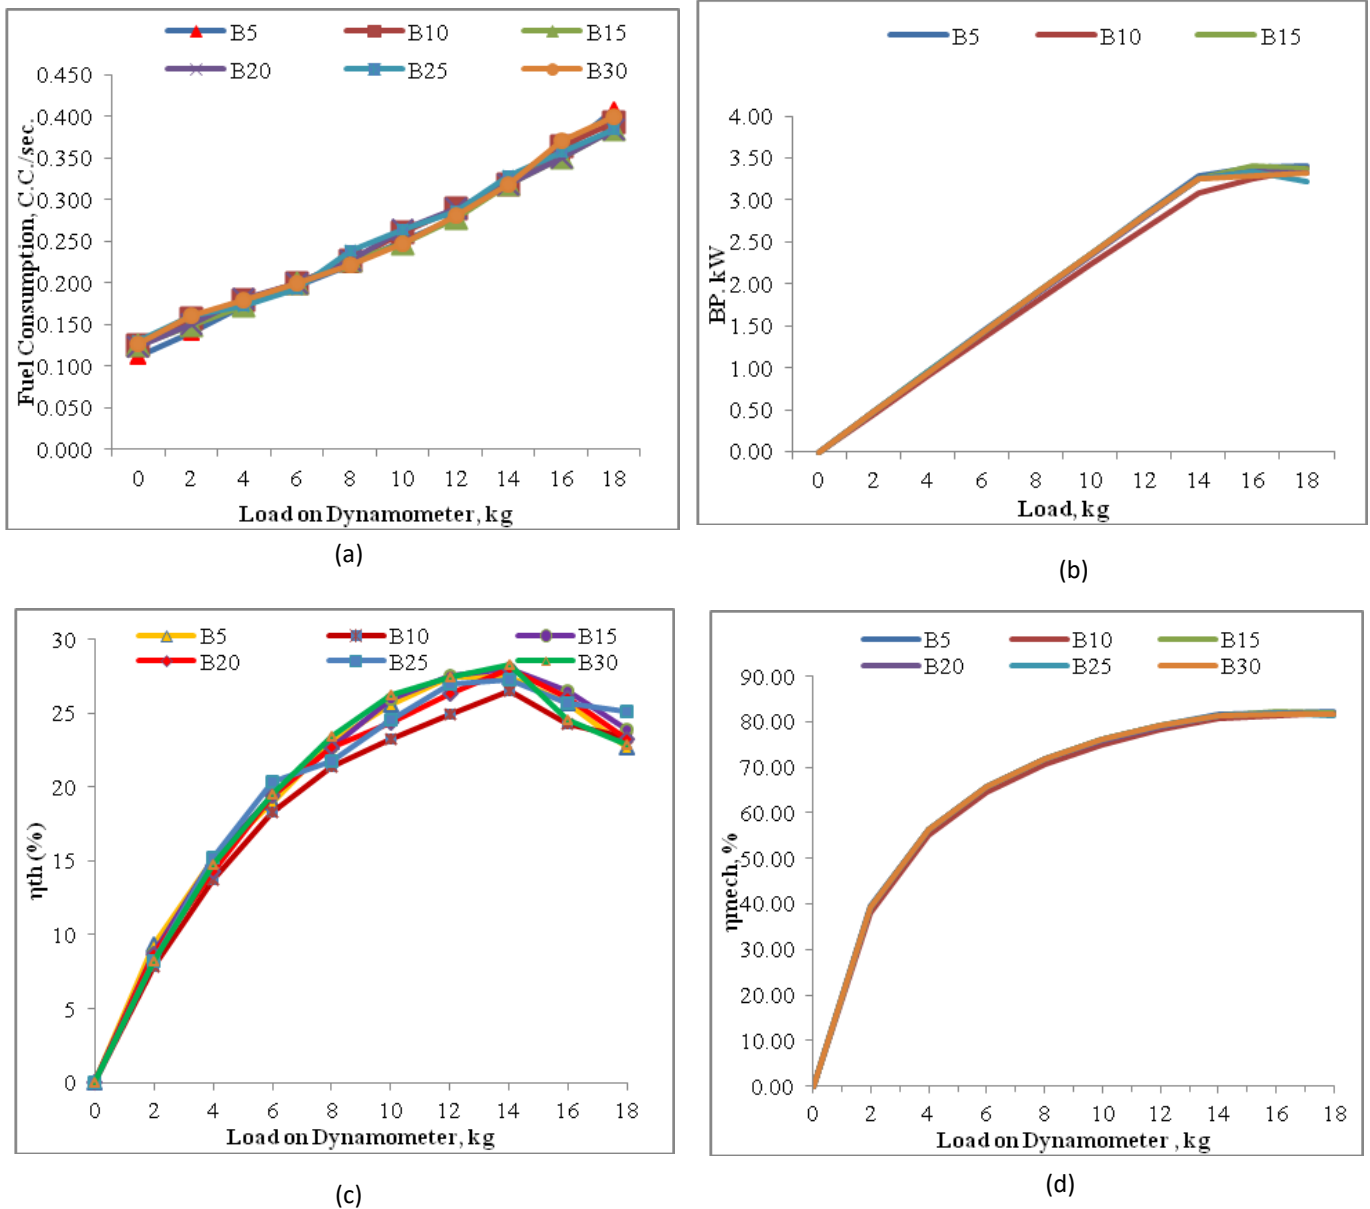 B5 B10 B15
B20 B25 B30
0.450
0.400
0.350
0.300
0.250
0.200
0.150
0.100
0.050
0.000
Fuel Consumption, C.C./sec.
0 2 4 6 8 10 12 14 16 18
Load on Dynamometer, kg
(a)
B5 B10 B15
4.00
3.50
3.00
2.50
2.00
1.50
1.00
0.50
0.00
BP, kW
0 2 4 6 8 10 12 14 16 18
Load, kg
(b)
B5 B10 B15
B20 B25 B30
30
25
20
15
10
5
0
ηth (%)
0 2 4 6 8 10 12 14 16 18
Load on Dynamometer, kg
(c)
B5 B10 B15
B20 B25 B30
90.00
80.00
70.00
60.00
50.00
40.00
30.00
20.00
10.00
0.00
ηmech, %
0 2 4 6 8 10 12 14 16 18
Load on Dynamometer , kg
(d)